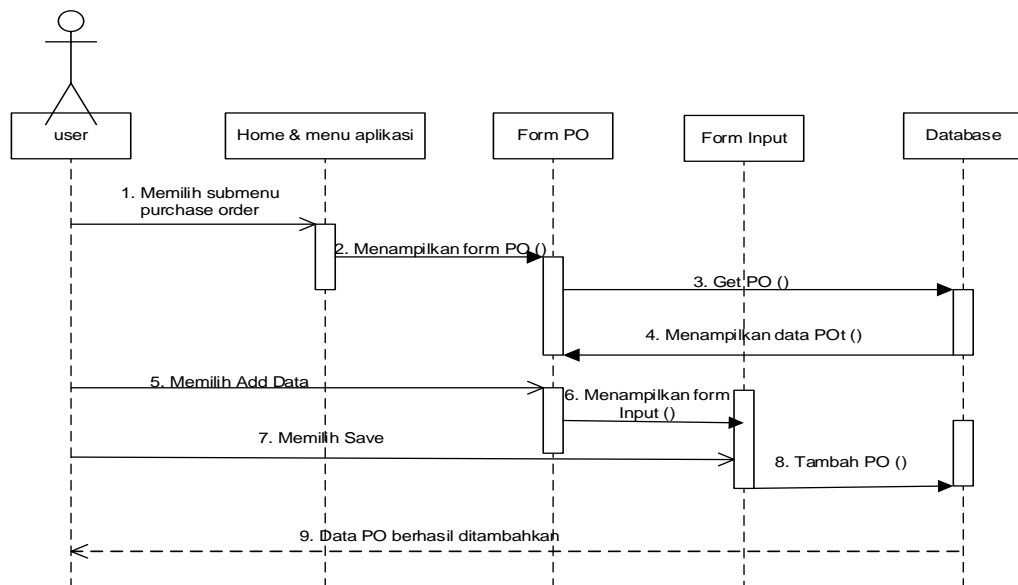 user
Home & menu aplikasi
Form PO
Form Input
Database
1. Memilih submenu
purchase order
2. Menampilkan form PO ()
3. Get PO ()
4. Menampilkan data POt ()
5. Memilih Add Data
6. Menampilkan form
Input ()
7. Memilih Save
8. Tambah PO ()
9. Data PO berhasil ditambahkan